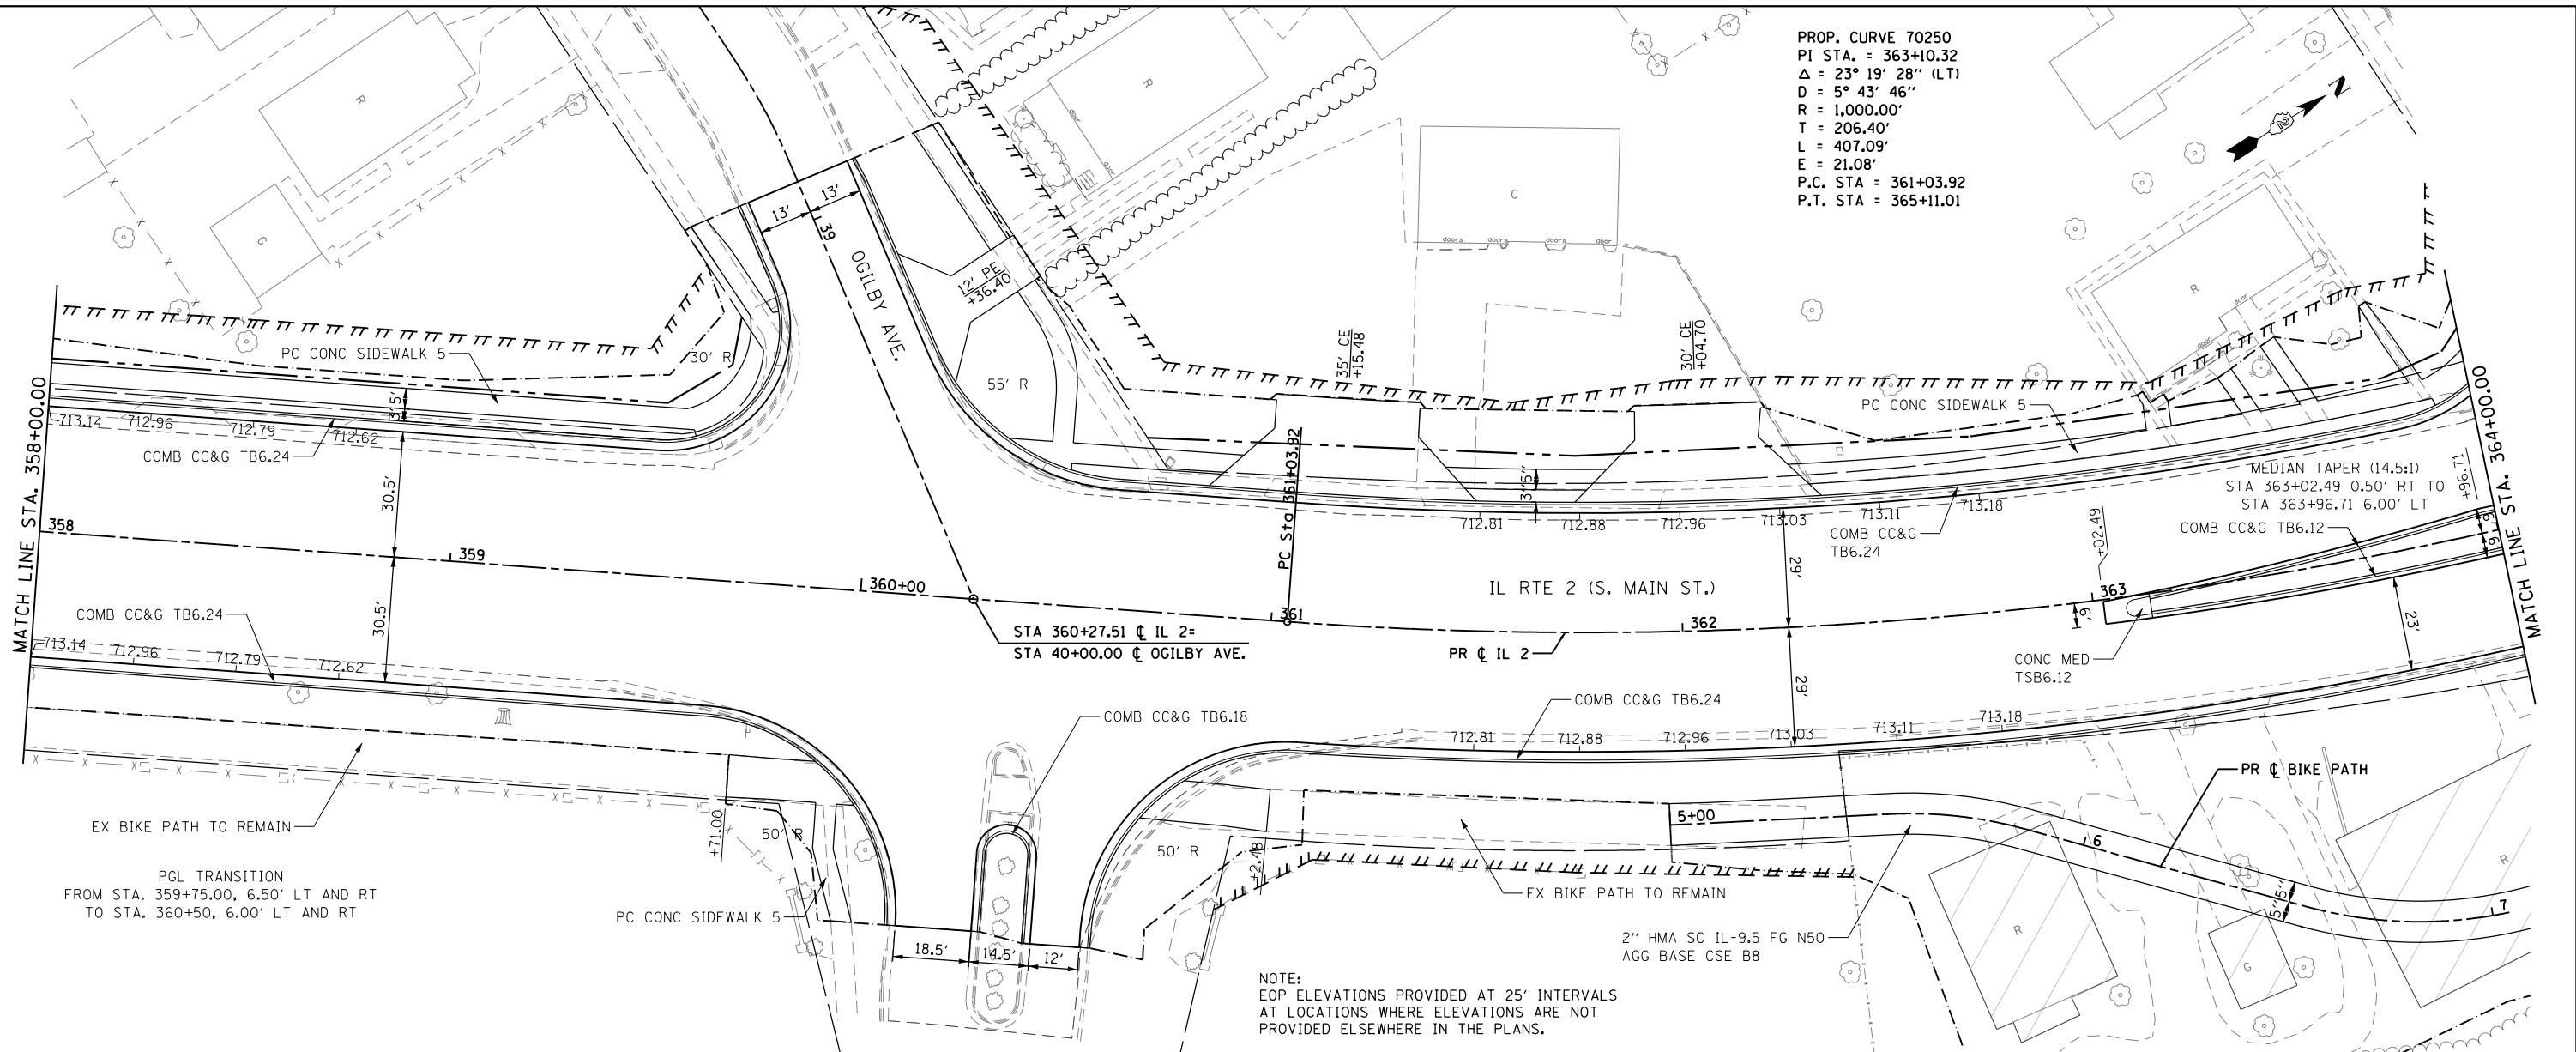 PROP. CURVE 70250
PI STA. = 363+10.32
Δ = 23° 19' 28'' (LT)
D = 5° 43' 46''
R = 1,000.00'
T = 206.40'
L = 407.09'
E = 21.08'
P.C. STA = 361+03.92
P.T. STA = 365+11.01
N
R
G
R
C
doors
doors
doors
door
door
door
R
door
door
13'
13'
39
OGILBY AVE.
12' PE
+36.40
30' R
55' R
35' CE
+15.48
30' CE
+04.70
PC CONC SIDEWALK 5
PC CONC SIDEWALK 5
MATCH LINE STA. 358+00.00
MATCH LINE STA. 364+00.00
713.14
712.96
712.79
712.62
COMB CC&G TB6.24
30.5'
30.5'
358
359
360+00
361
362
363
PC Sta 361+03.92
712.81
712.88
712.96
713.03
713.11
713.18
COMB CC&G
TB6.24
MEDIAN TAPER (14.5:1)
STA 363+02.49 0.50' RT TO
STA 363+96.71 6.00' LT
+96.71
+02.49
COMB CC&G TB6.12
6'
6'
6'
29'
29'
23'
IL RTE 2 (S. MAIN ST.)
STA 360+27.51 ℄ IL 2=
STA 40+00.00 ℄ OGILBY AVE.
PR ℄ IL 2
CONC MED
TSB6.12
COMB CC&G TB6.24
713.14
712.96
712.79
712.62
COMB CC&G TB6.24
COMB CC&G TB6.18
712.81
712.88
712.96
713.03
713.11
713.18
P
PR ℄ BIKE PATH
EX BIKE PATH TO REMAIN
PGL TRANSITION
FROM STA. 359+75.00, 6.50' LT AND RT
TO STA. 360+50, 6.00' LT AND RT
+71.00
50' R
50' R
+2.48
5+00
6
7
EX BIKE PATH TO REMAIN
PC CONC SIDEWALK 5
18.5'
14.5'
12'
2'' HMA SC IL-9.5 FG N50
AGG BASE CSE B8
R
G
R
NOTE:
EOP ELEVATIONS PROVIDED AT 25' INTERVALS
AT LOCATIONS WHERE ELEVATIONS ARE NOT
PROVIDED ELSEWHERE IN THE PLANS.